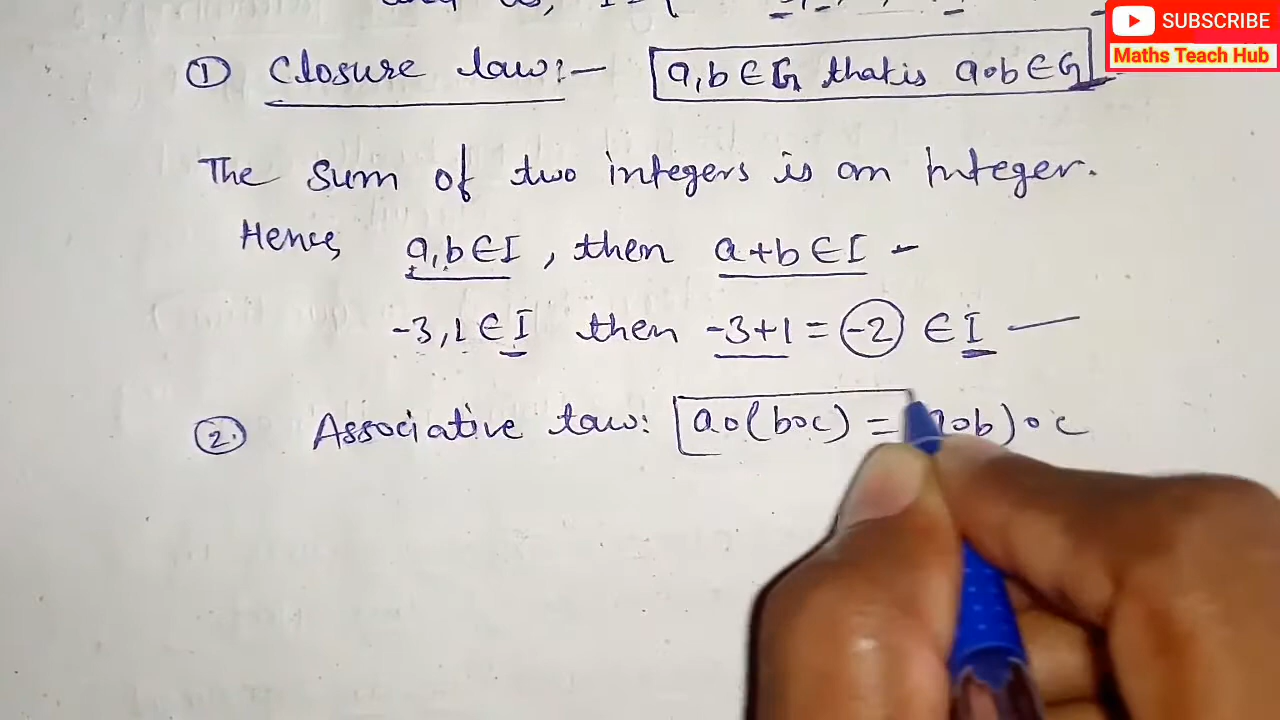 SUBSCRIBE
Maths Teach Hub
① Closure law:- a,b∈G that is a∘b∈G
The Sum of two integers is an Integer.
Hence, a,b∈I, then a+b∈I -
-3,1∈I then -3+1 = -2 ∈ I —
②. Associative law: a∘(b∘c) = a∘b)∘c